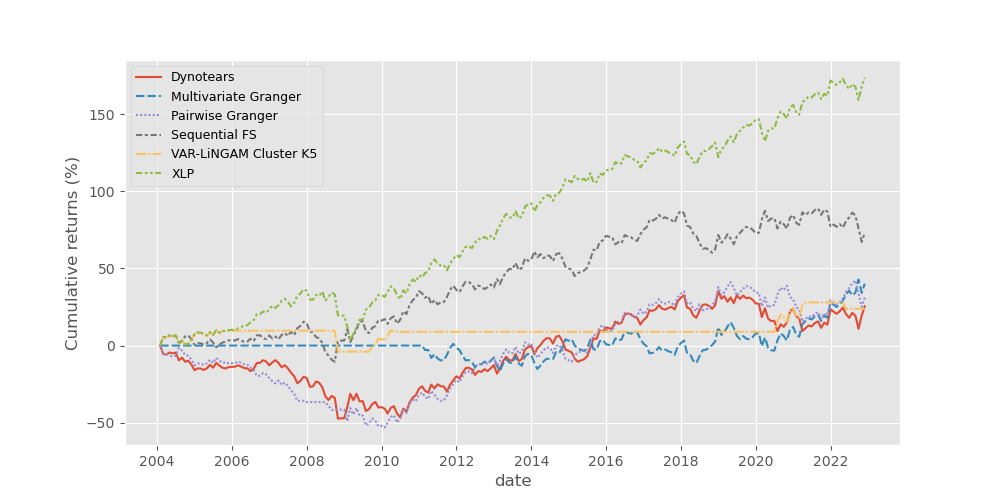 Dynotears
Multivariate Granger
Pairwise Granger
Sequential FS
VAR-LiNGAM Cluster K5
XLP
Cumulative returns (%)
150
100
50
0
−50
2004 2006 2008 2010 2012 2014 2016 2018 2020 2022
date